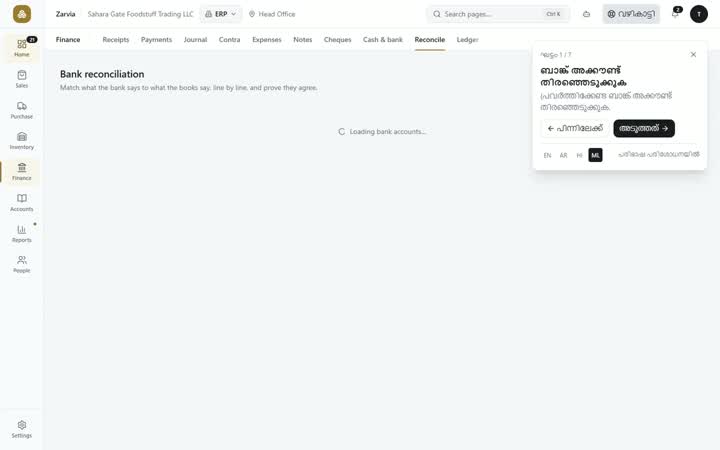 Zarvia
Sahara Gate Foodstuff Trading LLC
ERP
Head Office
Search pages...
Ctrl K
വഴികാട്ടി
2
T
21
Home
Sales
Purchase
Inventory
Finance
Accounts
Reports
People
Settings
Finance
Receipts
Payments
Journal
Contra
Expenses
Notes
Cheques
Cash & bank
Reconcile
Ledger
Bank reconciliation
Match what the bank says to what the books say, line by line, and prove they agree.
Loading bank accounts...
ഘട്ടം 1 / 7
ബാങ്ക് അക്കൗണ്ട്
തിരഞ്ഞെടുക്കുക
പ്രവർത്തിക്കേണ്ട ബാങ്ക് അക്കൗണ്ട്
തിരഞ്ഞെടുക്കുക.
← പിന്നിലേക്ക്
അടുത്തത് →
EN
AR
HI
ML
പരിഭാഷ പരിശോധനയിൽ